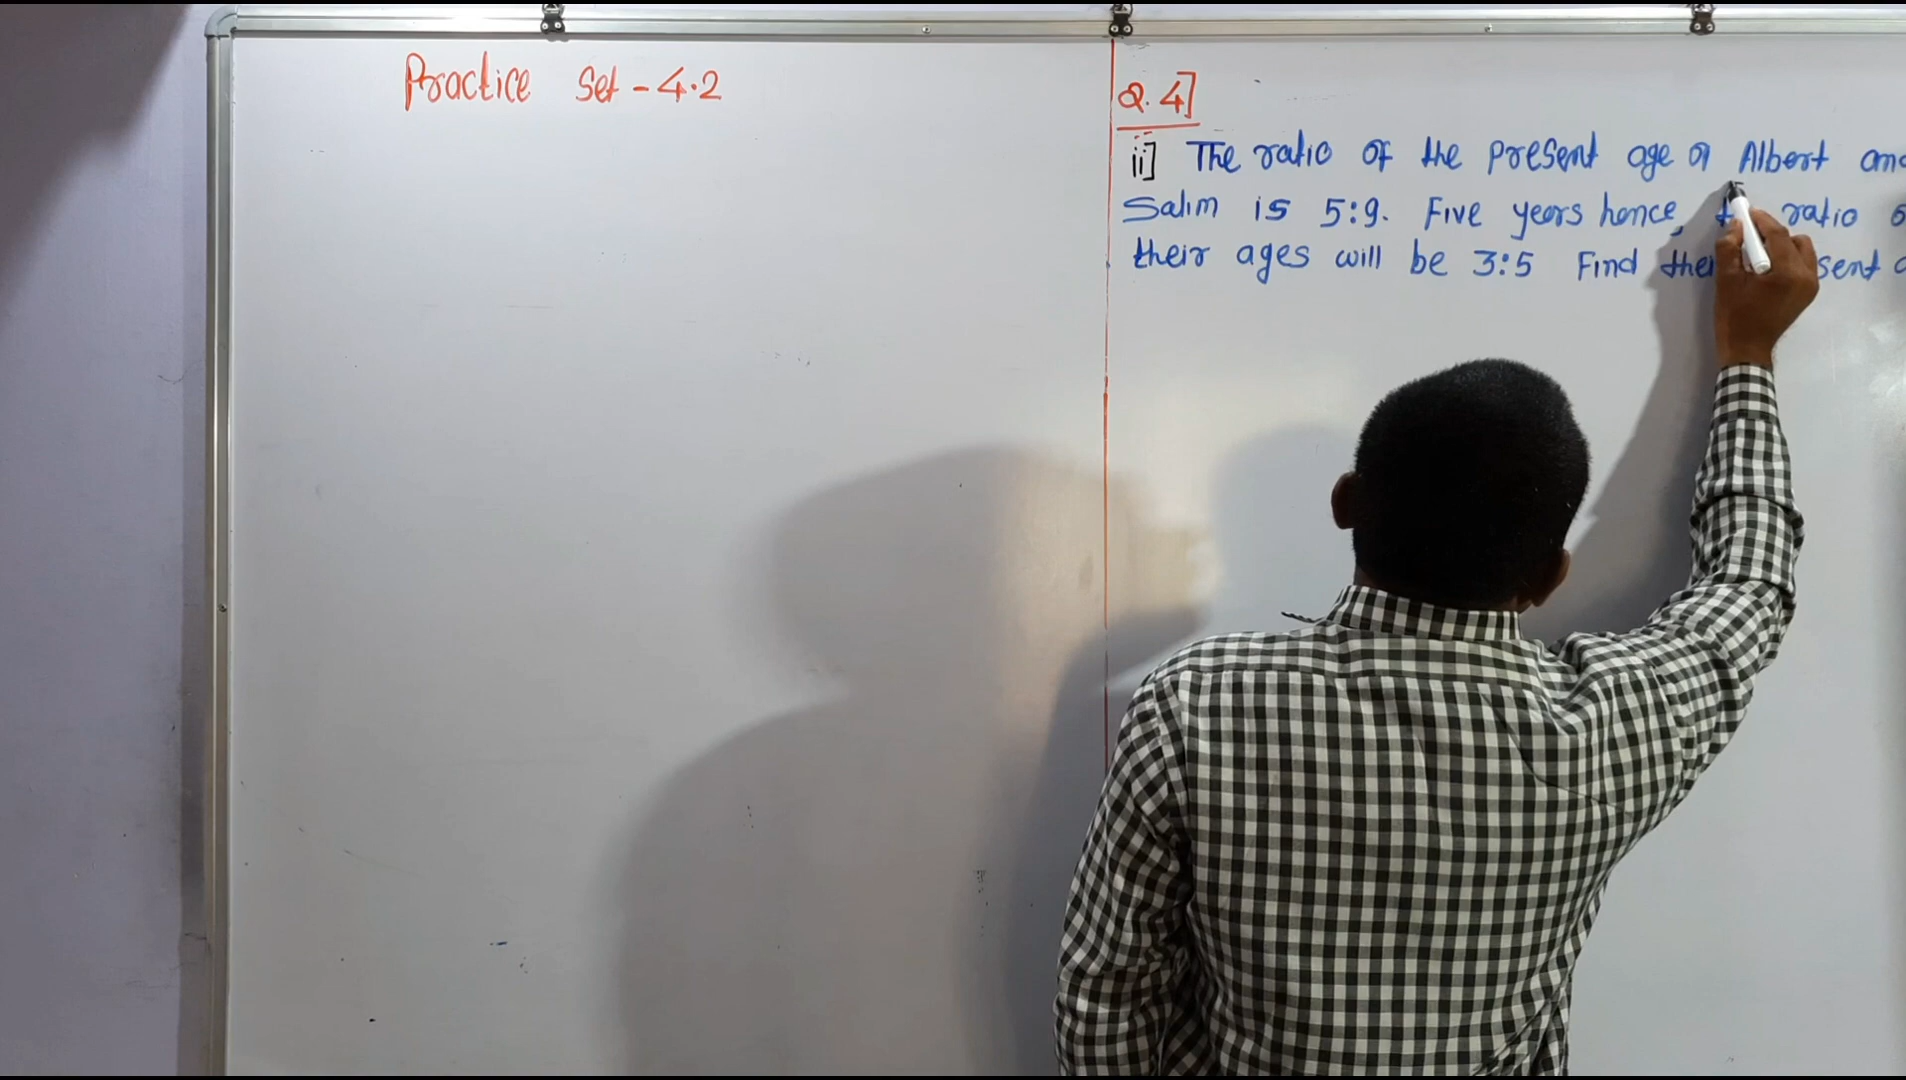 Practice Set - 4.2
Q. 4]
ii] The ratio of the present age of Albert
Salim is 5:9. Five years hence, ratio
their ages will be 3:5 Find